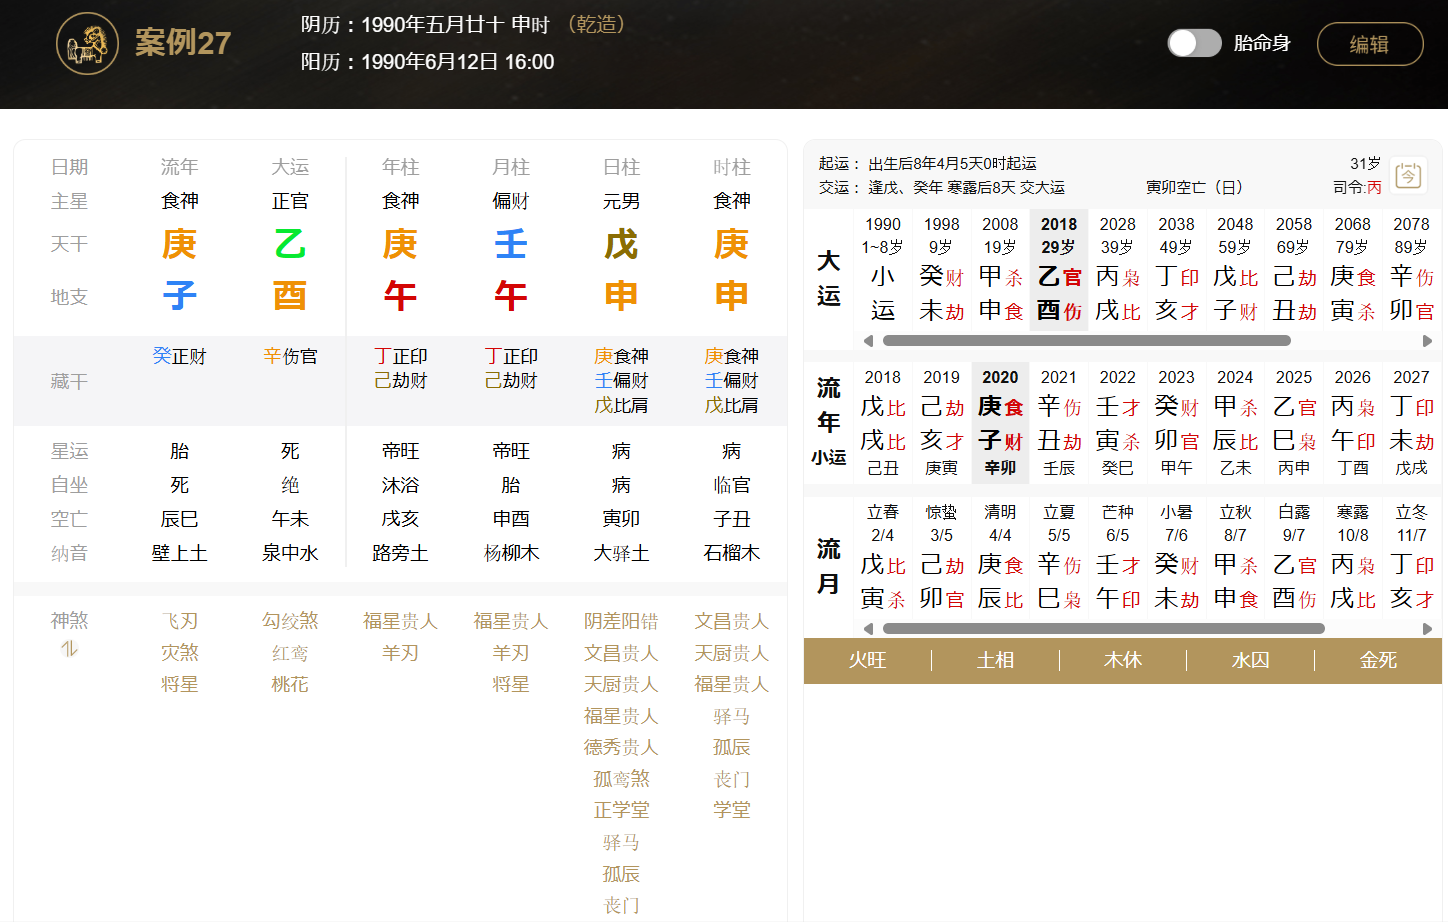 案例27
阴历：1990年五月廿十 申时 （乾造）
阳历：1990年6月12日 16:00
胎命身
编辑
日期 流年 大运 年柱 月柱 日柱 时柱
主星 食神 正官 食神 偏财 元男 食神
天干 庚 乙 庚 壬 戊 庚
地支 子 酉 午 午 申 申
藏干
癸正财 辛伤官 丁正印 丁正印 庚食神 庚食神
己劫财 己劫财 壬偏财 壬偏财
戊比肩 戊比肩
星运 胎 死 帝旺 帝旺 病 病
自坐 死 绝 沐浴 胎 病 临官
空亡 辰巳 午未 戌亥 申酉 寅卯 子丑
纳音 壁上土 泉中水 路旁土 杨柳木 大驿土 石榴木
神煞 飞刃 勾绞煞 福星贵人 福星贵人 阴差阳错 文昌贵人
灾煞 红鸾 羊刃 羊刃 文昌贵人 天厨贵人
将星 桃花 将星 天厨贵人 福星贵人
福星贵人 驿马
德秀贵人 孤辰
孤鸾煞 丧门
正学堂 学堂
驿马
孤辰
丧门
起运： 出生后8年4月5天0时起运 31岁
交运： 逢戊、癸年 寒露后8天 交大运 寅卯空亡（日） 司令:丙
今
大运
1990 1998 2008 2018 2028 2038 2048 2058 2068 2078
1~8岁 9岁 19岁 29岁 39岁 49岁 59岁 69岁 79岁 89岁
小 癸财 甲杀 乙官 丙枭 丁印 戊比 己劫 庚食 辛伤
运 未劫 申食 酉伤 戌比 亥才 子财 丑劫 寅杀 卯官
流年
小运
2018 2019 2020 2021 2022 2023 2024 2025 2026 2027
戊比 己劫 庚食 辛伤 壬才 癸财 甲杀 乙官 丙枭 丁印
戌比 亥才 子财 丑劫 寅杀 卯官 辰比 巳枭 午印 未劫
己丑 庚寅 辛卯 壬辰 癸巳 甲午 乙未 丙申 丁酉 戊戌
流月
立春 惊蛰 清明 立夏 芒种 小暑 立秋 白露 寒露 立冬
2/4 3/5 4/4 5/5 6/5 7/6 8/7 9/7 10/8 11/7
戊比 己劫 庚食 辛伤 壬才 癸财 甲杀 乙官 丙枭 丁印
寅杀 卯官 辰比 巳枭 午印 未劫 申食 酉伤 戌比 亥才
火旺 土相 木休 水囚 金死